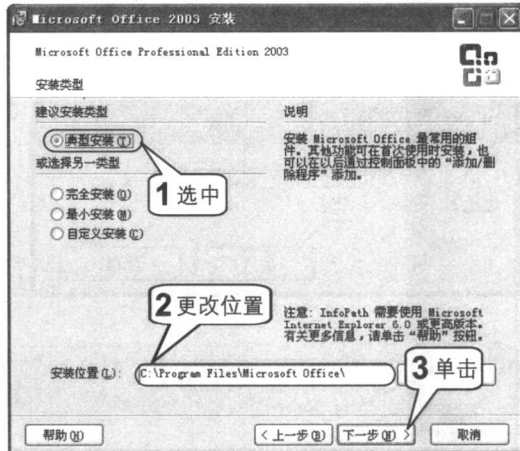 Microsoft Office 2003 安装
Microsoft Office Professional Edition 2003
安装类型
建议安装类型
典型安装(T)
或选择另一类型
完全安装(Q)
最小安装(M)
自定义安装(C)
1 选中
说明
安装 Microsoft Office 最常用的组
件。其他功能可在首次使用时安装，也
可以在以后通过控制面板中的“添加/删
除程序”添加。
2 更改位置
注意: InfoPath 需要使用 Microsoft
Internet Explorer 6.0 或更高版本。
有关更多信息，请单击“帮助”按钮。
安装位置(L):
C:\Program Files\Microsoft Office\
3 单击
帮助(H)
< 上一步(B)
下一步(N) >
取消